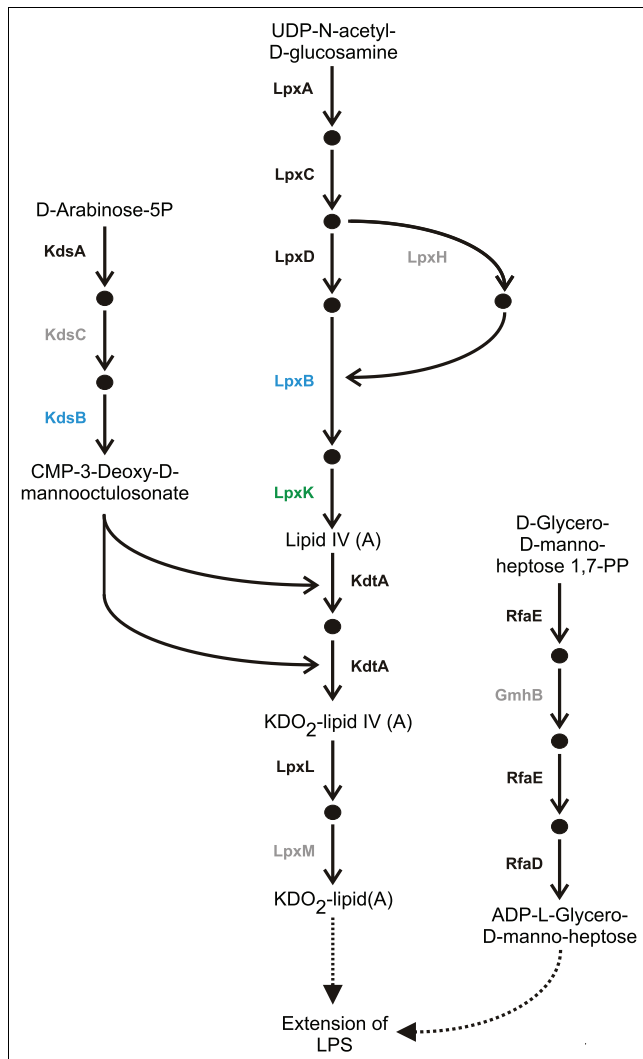 UDP-N-acetyl-
D-glucosamine
LpxA
LpxC
D-Arabinose-5P
KdsA
LpxD
LpxH
KdsC
LpxB
KdsB
CMP-3-Deoxy-D-
mannooctulosonate
LpxK
Lipid IV (A)
D-Glycero-
D-manno-
heptose 1,7-PP
KdtA
RfaE
KdtA
GmhB
KDO2-lipid IV (A)
LpxL
RfaE
LpxM
RfaD
KDO2-lipid(A)
ADP-L-Glycero-
D-manno-heptose
Extension of
LPS